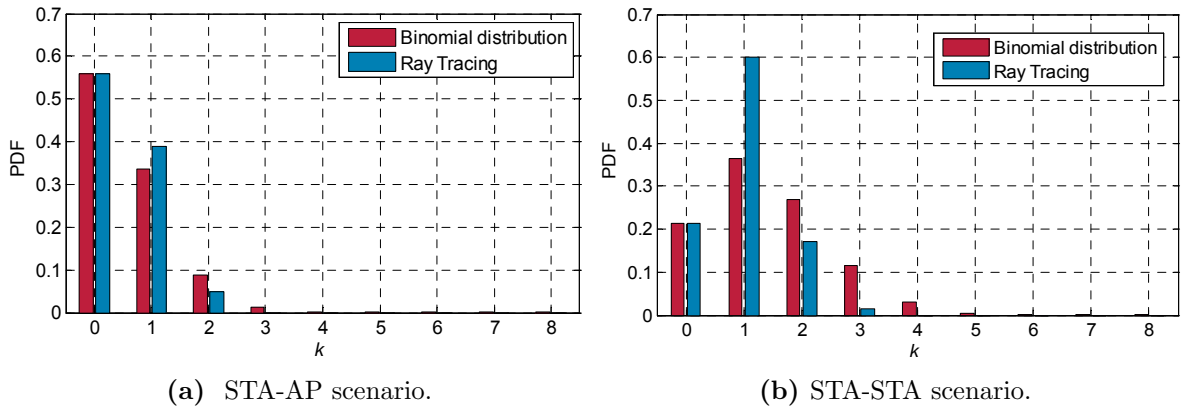 0.7
0.6
0.5
0.4
0.3
0.2
0.1
0
PDF
Binomial distribution
Ray Tracing
0 1 2 3 4 5 6 7 8
k
(a) STA-AP scenario.
0.7
0.6
0.5
0.4
0.3
0.2
0.1
0
PDF
Binomial distribution
Ray Tracing
0 1 2 3 4 5 6 7 8
k
(b) STA-STA scenario.